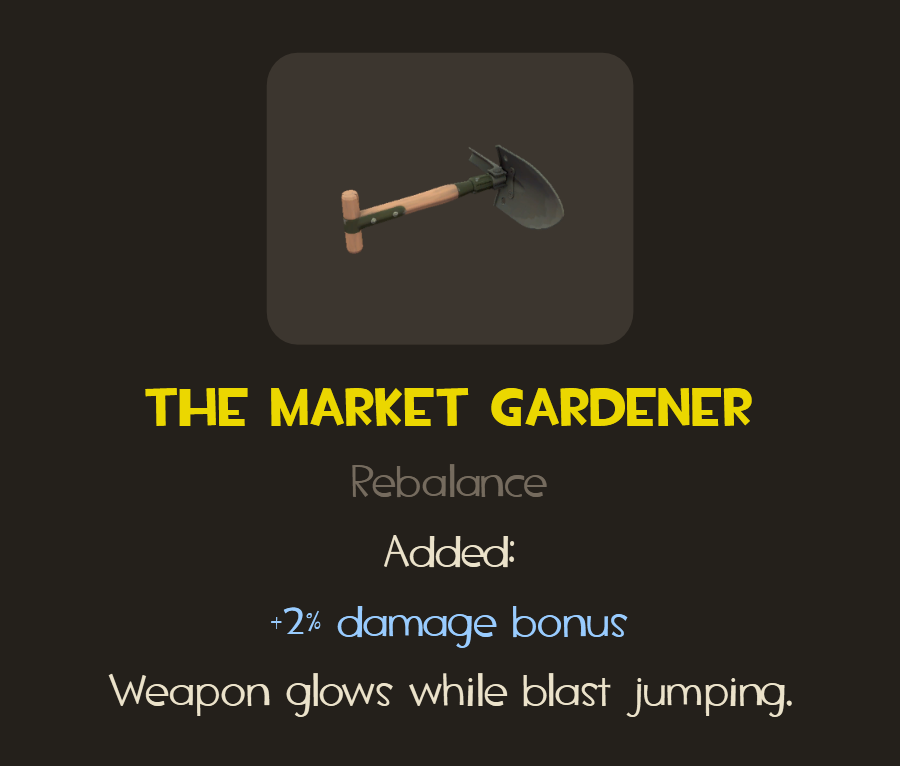 THE MARKET GARDENER
Rebalance
Added:
+2% damage bonus
Weapon glows while blast jumping.